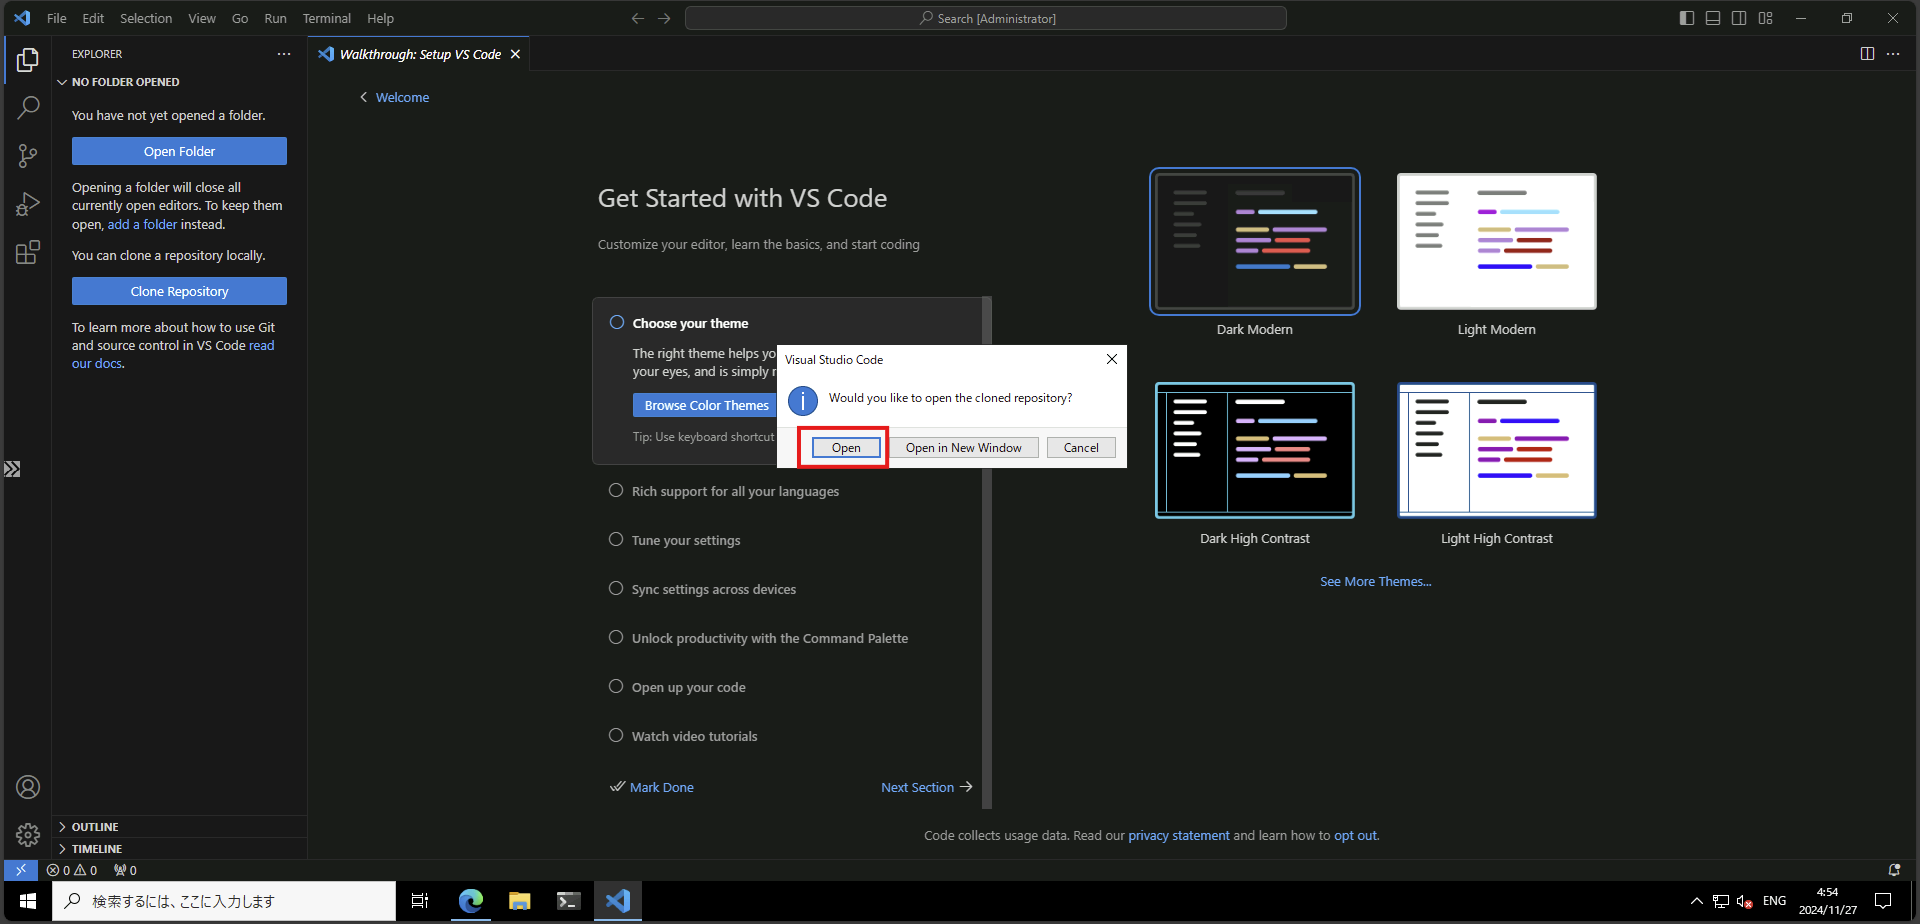 File Edit Selection View Go Run Terminal Help
Search [Administrator]
EXPLORER
NO FOLDER OPENED
You have not yet opened a folder.
Open Folder
Opening a folder will close all
currently open editors. To keep them
open, add a folder instead.
You can clone a repository locally.
Clone Repository
To learn more about how to use Git
and source control in VS Code read
our docs.
OUTLINE
TIMELINE
Walkthrough: Setup VS Code
Welcome
Get Started with VS Code
Customize your editor, learn the basics, and start coding
Choose your theme
The right theme helps yo
your eyes, and is simply
Browse Color Themes
Tip: Use keyboard shortcut
Visual Studio Code
Would you like to open the cloned repository?
Open
Open in New Window
Cancel
Rich support for all your languages
Tune your settings
Sync settings across devices
Unlock productivity with the Command Palette
Open up your code
Watch video tutorials
Mark Done
Next Section
Dark Modern
Light Modern
Dark High Contrast
Light High Contrast
See More Themes...
Code collects usage data. Read our privacy statement and learn how to opt out.
0 0 0
検索するには、ここに入力します
ENG
4:54
2024/11/27